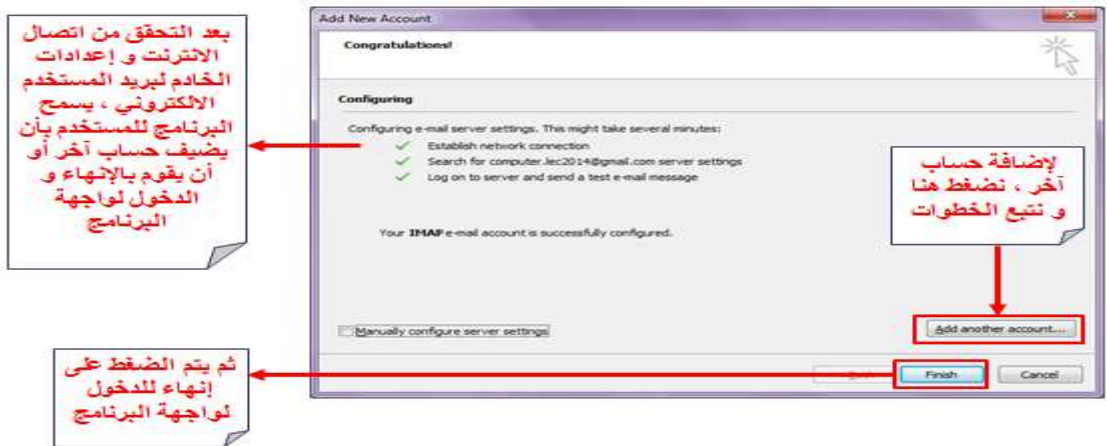 بعد التحقق من اتصال
الانترنت و إعدادات
الخادم لبريد المستخدم
الالكتروني ، يسمح
البرنامج للمستخدم بأن
يضيف حساب آخر أو
أن يقوم بالإنهاء و
الدخول لواجهة
البرنامج
Add New Account
Congratulations!
Configuring
Configuring e-mail server settings. This might take several minutes:
Establish network connection
Search for computer.lec2014@gmail.com server settings
Log on to server and send a test e-mail message
Your IMAP e-mail account is successfully configured.
لإضافة حساب
آخر ، نضغط هنا
و نتبع الخطوات
Manually configure server settings
Add another account...
Finish
Cancel
ثم يتم الضغط على
إنهاء للدخول
لواجهة البرنامج